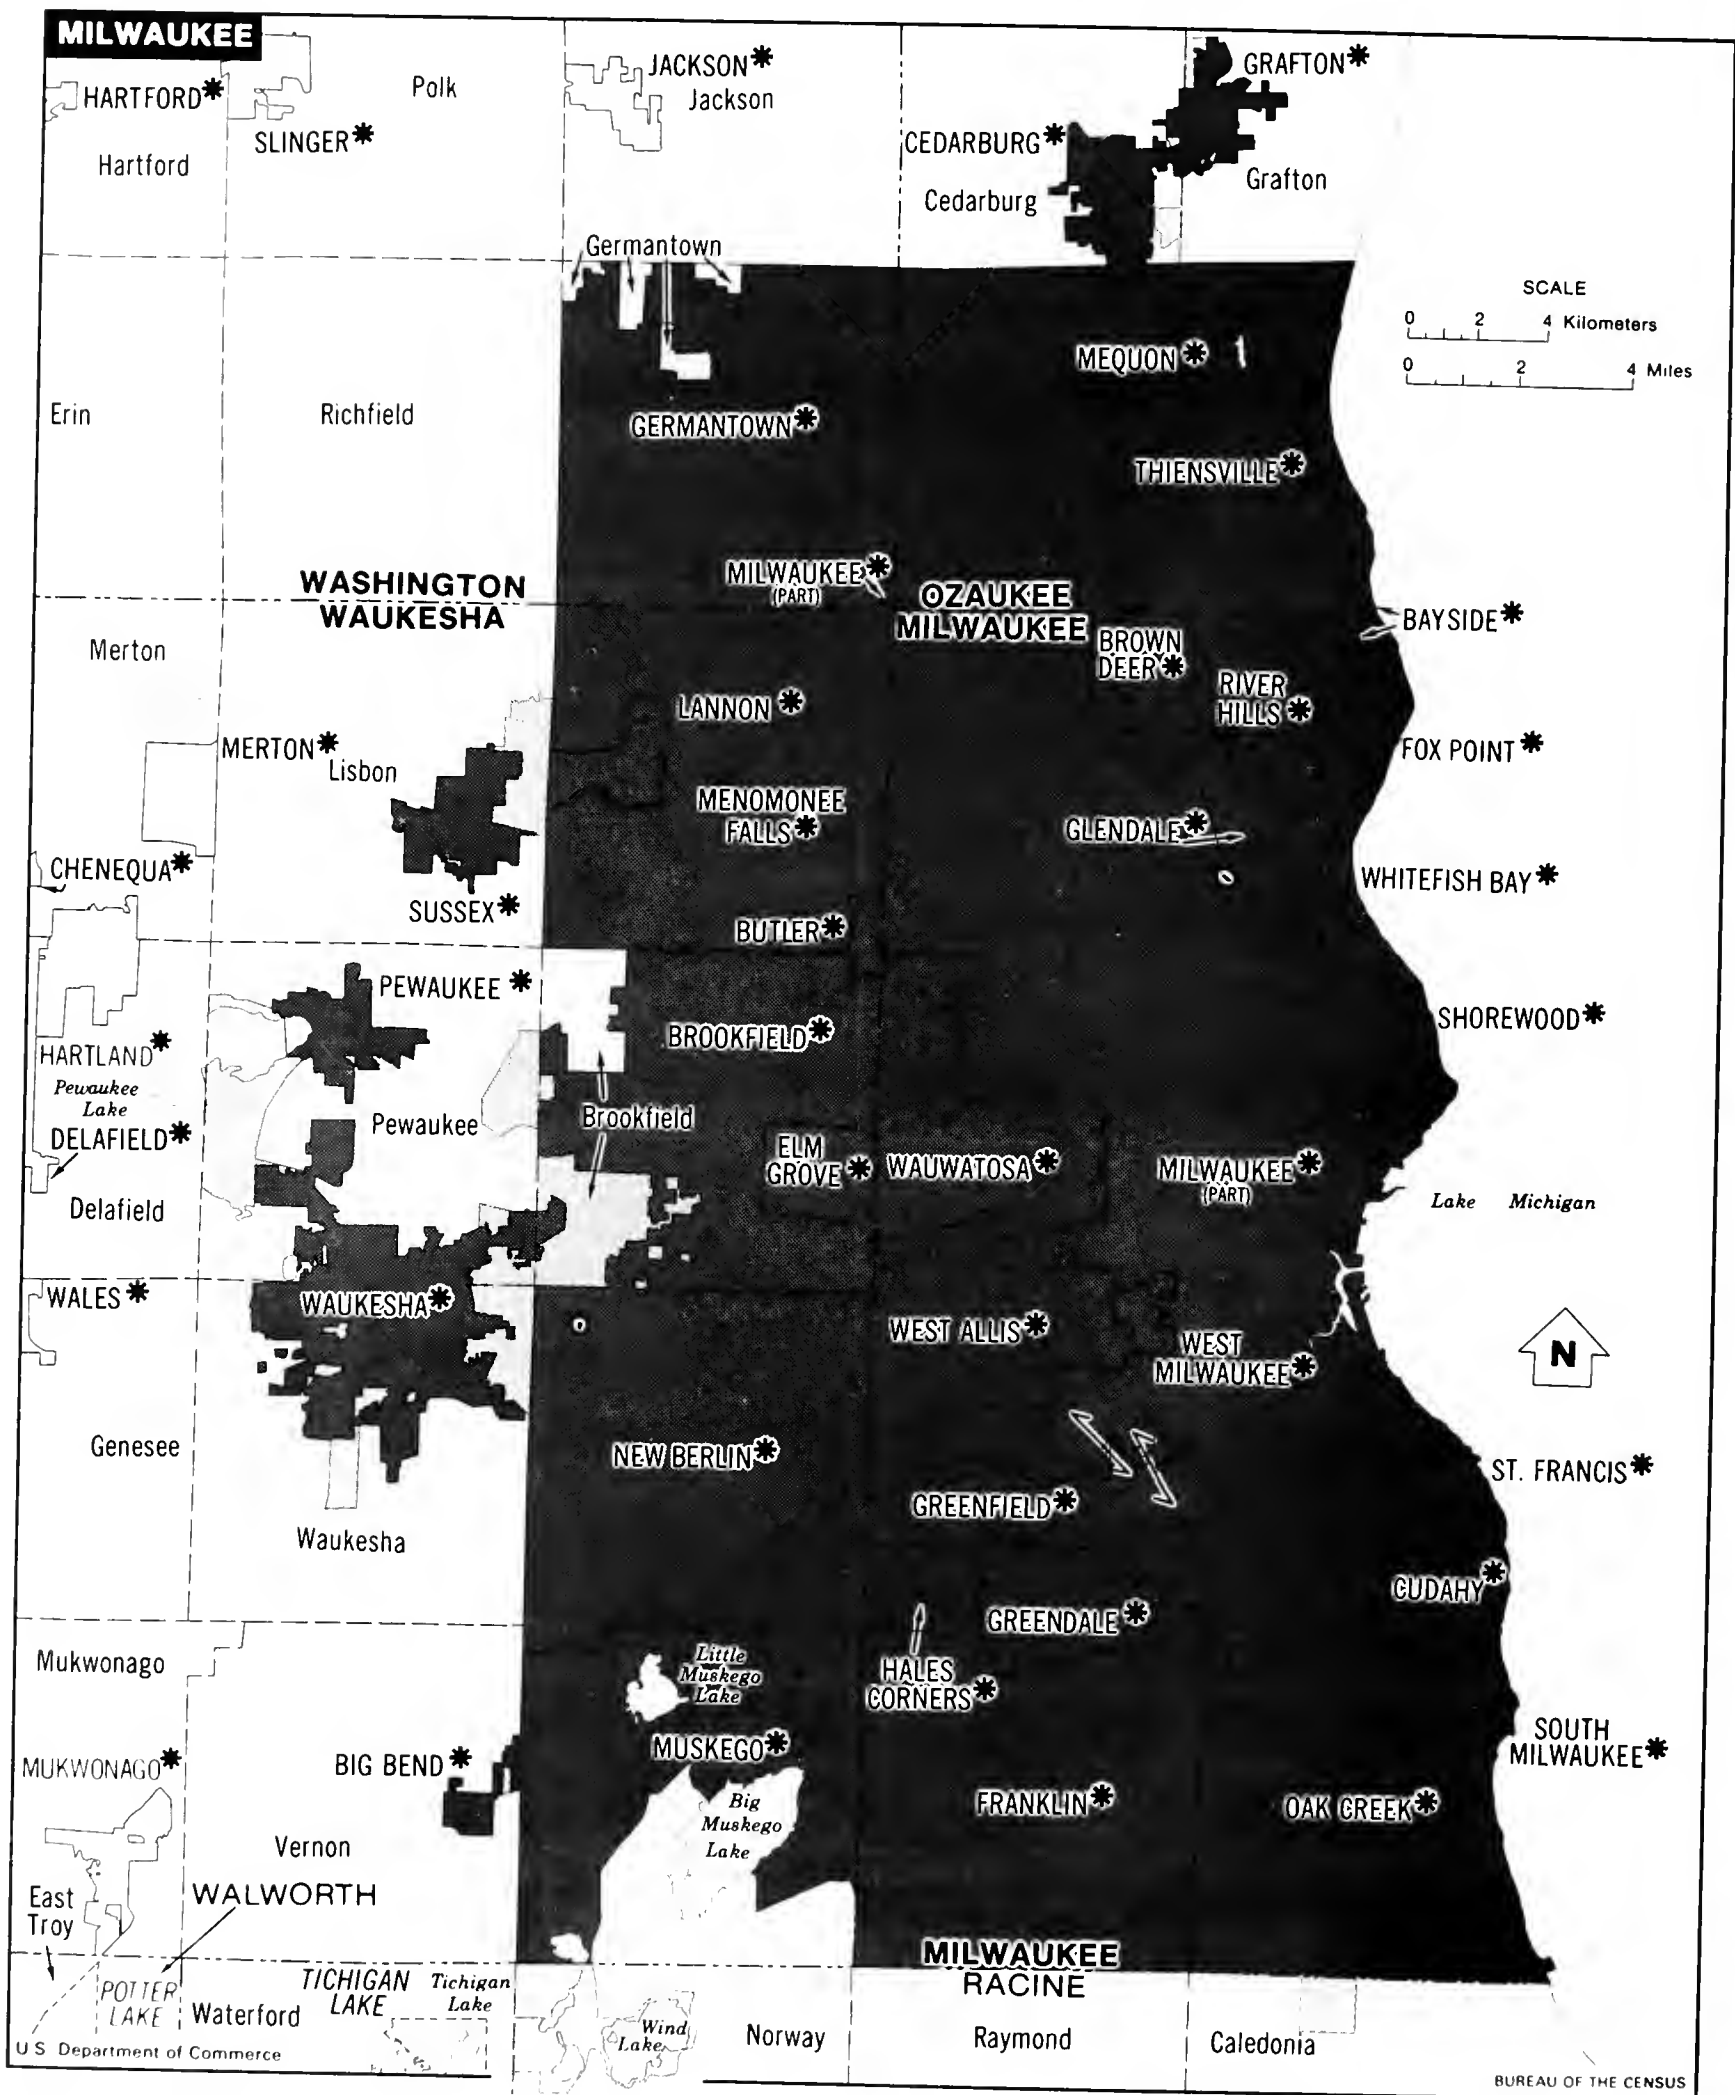 MILWAUKEE
HARTFORD*
Hartford
SLINGER*
Polk
JACKSON*
Jackson
CEDARBURG*
Cedarburg
GRAFTON*
Grafton
Germantown
SCALE
0 2 4 Kilometers
0 2 4 Miles
MEQUON*
Erin
Richfield
GERMANTOWN*
THIENSVILLE*
MILWAUKEE*
(PART)
WASHINGTON
WAUKESHA
OZAUKEE
MILWAUKEE
BAYSIDE*
Merton
BROWN
DEER*
RIVER
HILLS*
LANNON*
MERTON*
Lisbon
FOX POINT*
MENOMONEE
FALLS*
GLENDALE*
CHENEQUA*
WHITEFISH BAY*
SUSSEX*
BUTLER*
PEWAUKEE*
BROOKFIELD*
SHOREWOOD*
HARTLAND*
Pewaukee
Lake
DELAFIELD*
Pewaukee
Brookfield
ELM
GROVE*
WAUWATOSA*
MILWAUKEE*
(PART)
Delafield
Lake Michigan
WALES*
WAUKESHA*
WEST ALLIS*
WEST
MILWAUKEE*
N
Genesee
NEW BERLIN*
ST. FRANCIS*
GREENFIELD*
Waukesha
CUDAHY*
GREENDALE*
Mukwonago
Little
Muskego
Lake
HALES
CORNERS*
MUKWONAGO*
BIG BEND*
MUSKEGO*
SOUTH
MILWAUKEE*
Big
Muskego
Lake
FRANKLIN*
OAK CREEK*
Vernon
WALWORTH
East
Troy
MILWAUKEE
RACINE
POTTER
LAKE
Waterford
TICHIGAN
LAKE
Tichigan
Lake
Wind
Lake
Norway
Raymond
Caledonia
U S Department of Commerce
BUREAU OF THE CENSUS